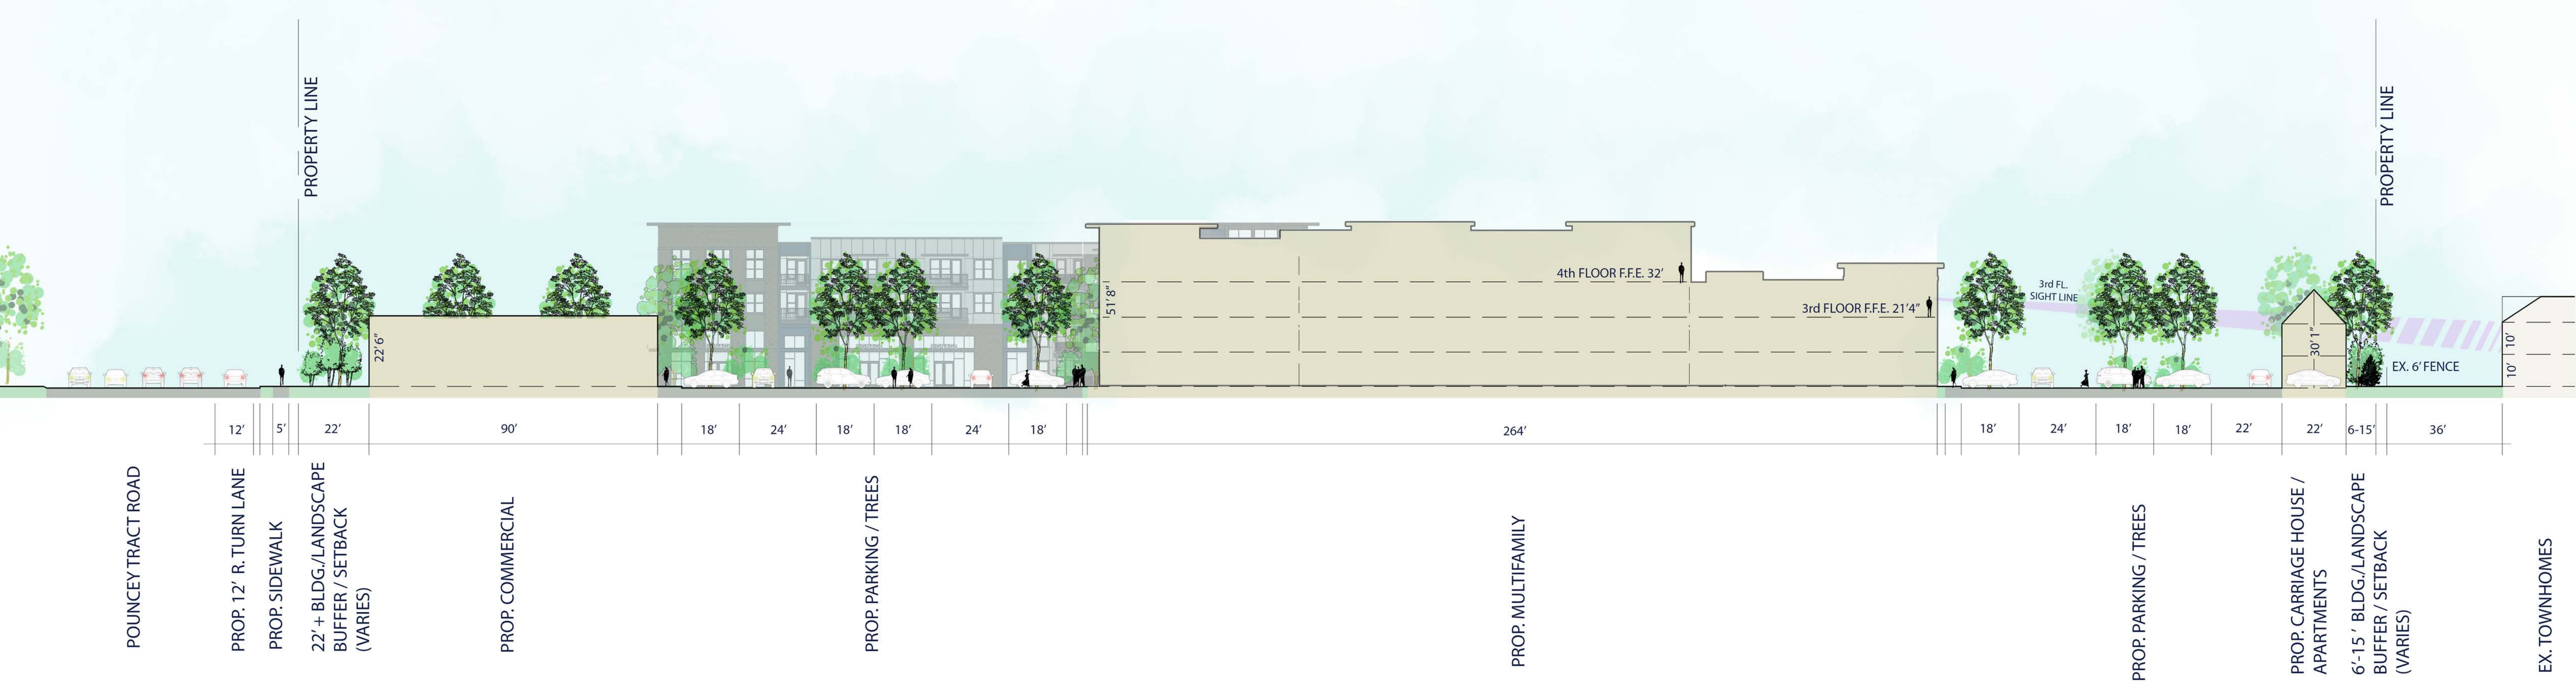 PROPERTY LINE
PROPERTY LINE
22' 6"
51' 8"
4th FLOOR F.F.E. 32'
3rd FLOOR F.F.E. 21'4"
3rd FL.
SIGHT LINE
30' 1"
EX. 6' FENCE
10'
10'
12'
5'
22'
90'
18'
24'
18'
18'
24'
18'
264'
18'
24'
18'
18'
22'
22'
6-15'
36'
POUNCEY TRACT ROAD
PROP. 12' R. TURN LANE
PROP. SIDEWALK
22' + BLDG./LANDSCAPE
BUFFER / SETBACK
(VARIES)
PROP. COMMERCIAL
PROP. PARKING / TREES
PROP. MULTIFAMILY
PROP. PARKING / TREES
PROP. CARRIAGE HOUSE /
APARTMENTS
6'-15' BLDG./LANDSCAPE
BUFFER / SETBACK
(VARIES)
EX. TOWNHOMES